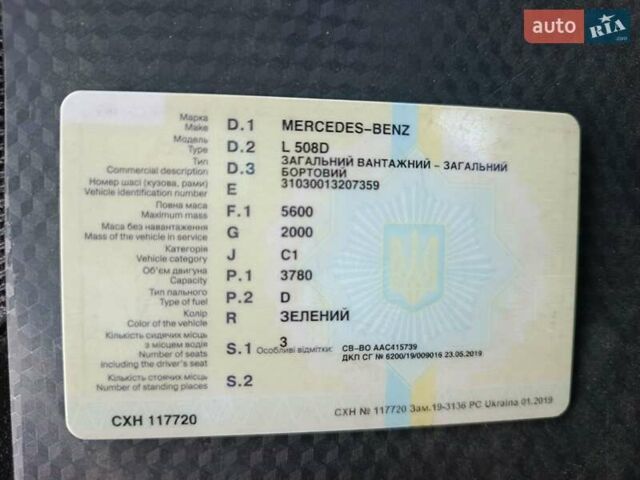 auto RIA .com
Марка
Make D.1 MERCEDES-BENZ
Модель
Type D.2 L 508D
Тип
Commercial description D.3 ЗАГАЛЬНИЙ ВАНТАЖНИЙ - ЗАГАЛЬНИЙ
БОРТОВИЙ
Номер шасі (кузова, рами)
Vehicle identification number E 31030013207359
Повна маса
Maximum mass F.1 5600
Маса без навантаження
Mass of the vehicle in service G 2000
Категорія
Vehicle category J C1
Об'єм двигуна
Capacity P.1 3780
Тип пального
Type of fuel P.2 D
Колір
Color of the vehicle R ЗЕЛЕНИЙ
Кількість сидячих місць
з місцем водія
Number of seats
including the driver's seat S.1 3
Особливі відмітки: СВ-ВО ААС415739
ДКП СГ № 6200/19/009016 23.05.2019
Кількість стоячих місць
Number of standing places S.2
СХН 117720
СХН № 117720 Зам.19-3136 РС Ukraina 01.2019